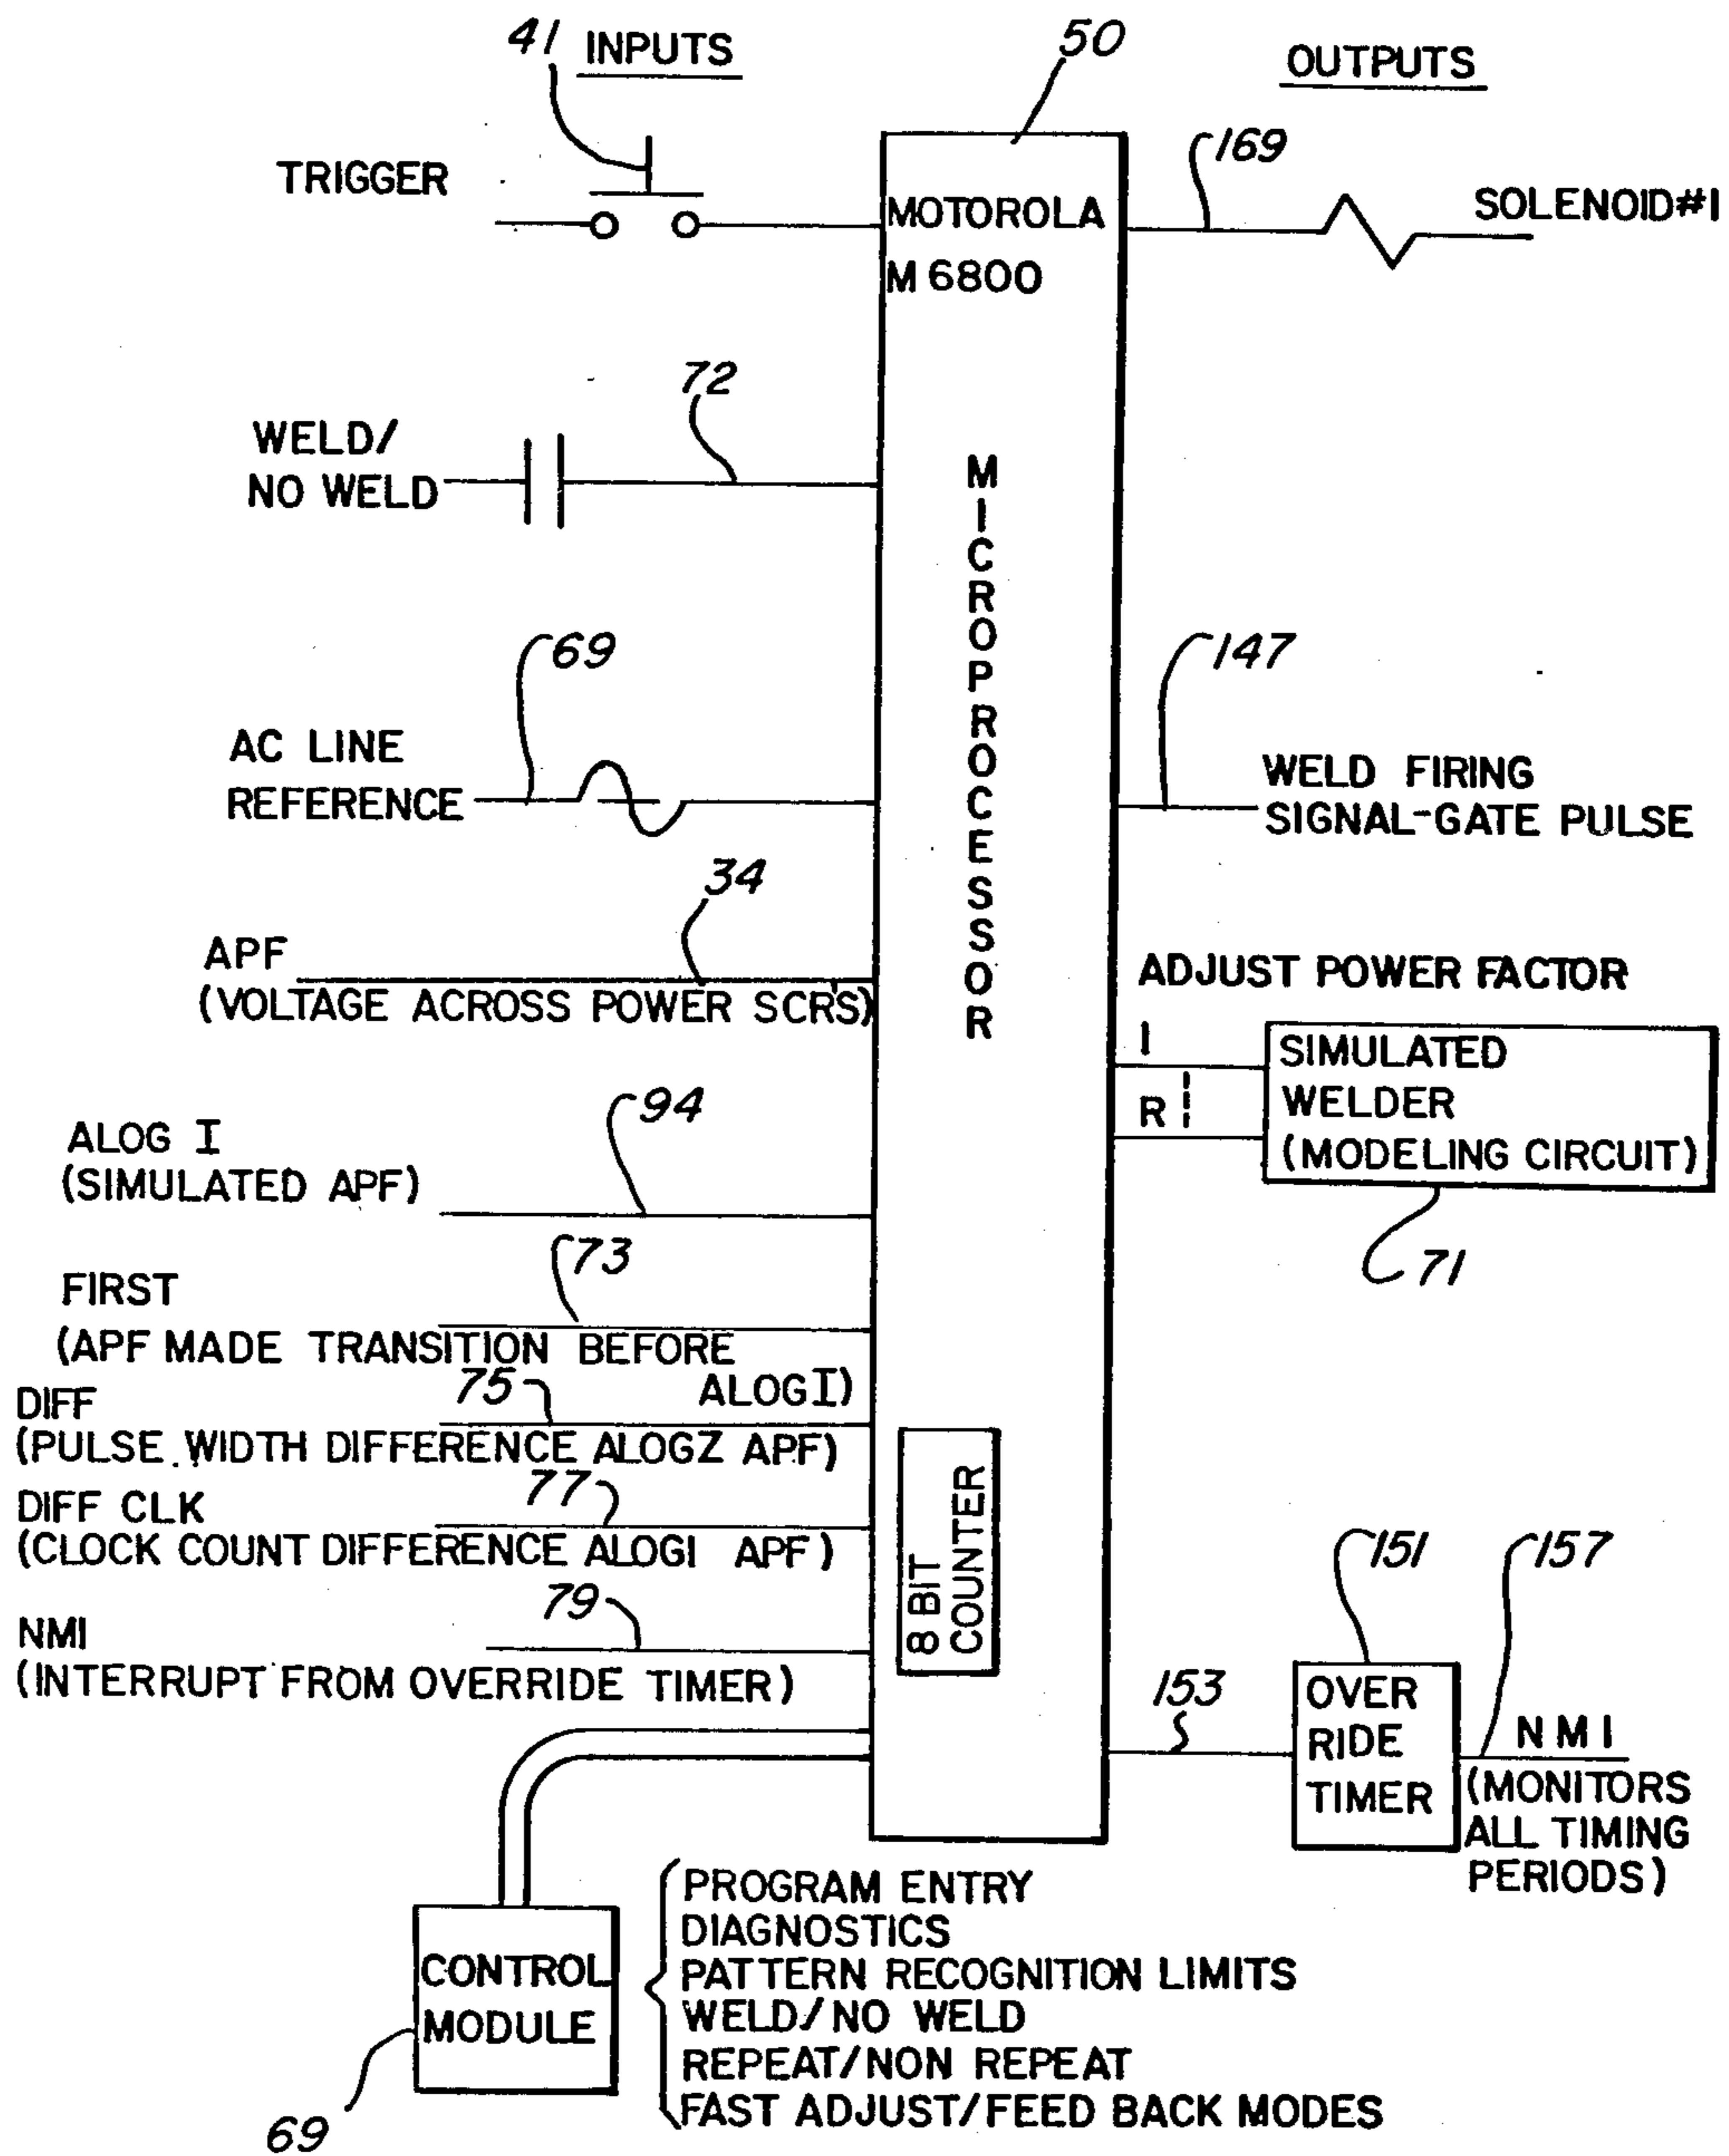 41 INPUTS
50
OUTPUTS
TRIGGER
MOTOROLA
M6800
169
SOLENOID#1
72
WELD/
NO WELD
MICROPROCESSOR
69
AC LINE
REFERENCE
147
WELD FIRING
SIGNAL-GATE PULSE
34
APF
(VOLTAGE ACROSS POWER SCR'S)
ADJUST POWER FACTOR
1
R
SIMULATED
WELDER
(MODELING CIRCUIT)
71
94
ALOG I
(SIMULATED APF)
73
FIRST
(APF MADE TRANSITION BEFORE
ALOGI)
75
DIFF
(PULSE WIDTH DIFFERENCE ALOGZ APF)
77
DIFF CLK
(CLOCK COUNT DIFFERENCE ALOGI APF)
8 BIT
COUNTER
79
NMI
(INTERRUPT FROM OVERRIDE TIMER)
151
157
153
OVER
RIDE
TIMER
NMI
(MONITORS
ALL TIMING
PERIODS)
CONTROL
MODULE
69
PROGRAM ENTRY
DIAGNOSTICS
PATTERN RECOGNITION LIMITS
WELD/NO WELD
REPEAT/NON REPEAT
FAST ADJUST/FEED BACK MODES